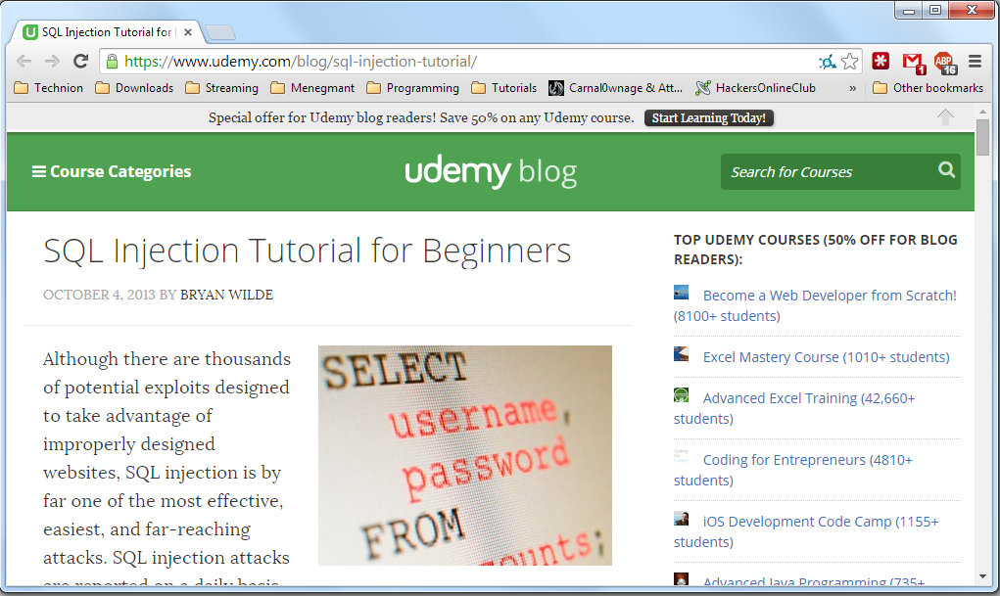 SQL Injection Tutorial for
https://www.udemy.com/blog/sql-injection-tutorial/
1
ABP
16
Technion
Downloads
Streaming
Menegmant
Programming
Tutorials
Carnal0wnage & Att...
HackersOnlineClub
»
Other bookmarks
Special offer for Udemy blog readers! Save 50% on any Udemy course.
Start Learning Today!
Course Categories
udemy blog
Search for Courses
SQL Injection Tutorial for Beginners
OCTOBER 4, 2013 BY BRYAN WILDE
Although there are thousands
of potential exploits designed
to take advantage of
improperly designed
websites, SQL injection is by
far one of the most effective,
easiest, and far-reaching
attacks. SQL injection attacks
are reported on a daily basis
SELECT
username,
password
FROM
ounts;
TOP UDEMY COURSES (50% OFF FOR BLOG
READERS):
Become a Web Developer from Scratch!
(8100+ students)
Excel Mastery Course (1010+ students)
Advanced Excel Training (42,660+
students)
Coding for Entrepreneurs (4810+
students)
iOS Development Code Camp (1155+
students)
Advanced Java Programming (735+